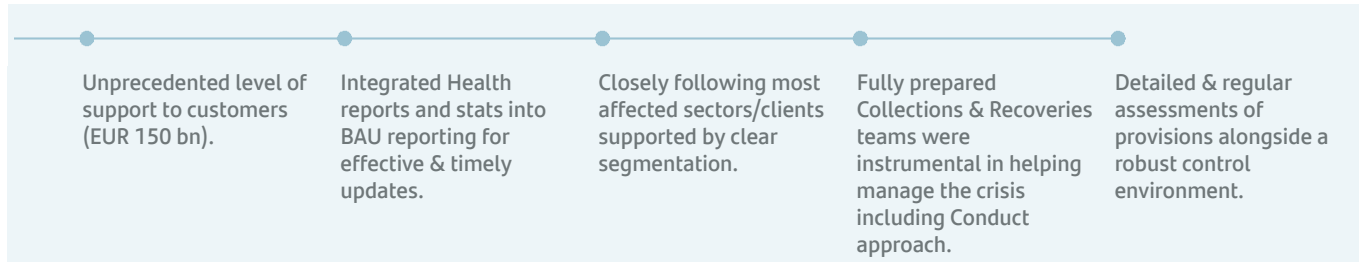 Unprecedented level of
support to customers
(EUR 150 bn).
Integrated Health
reports and stats into
BAU reporting for
effective & timely
updates.
Closely following most
affected sectors/clients
supported by clear
segmentation.
Fully prepared
Collections & Recoveries
teams were
instrumental in helping
manage the crisis
including Conduct
approach.
Detailed & regular
assessments of
provisions alongside a
robust control
environment.